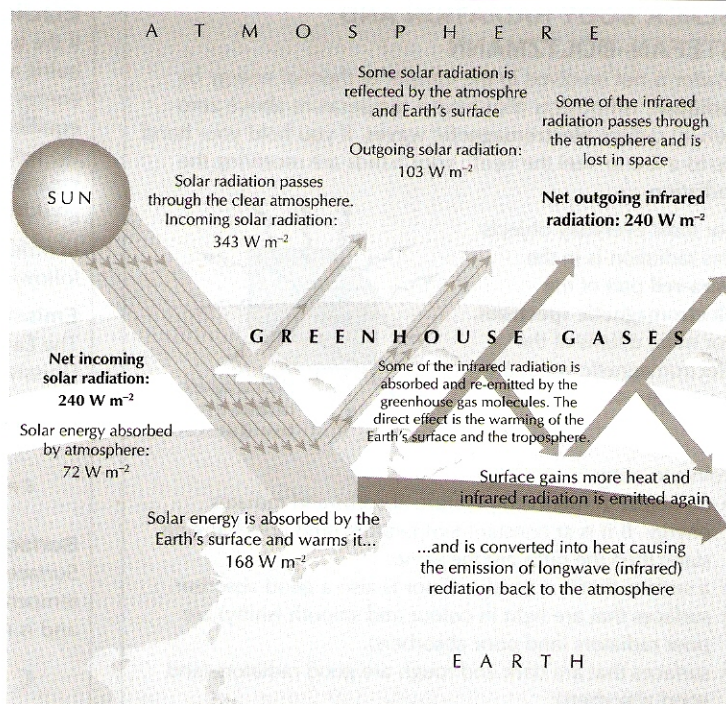 A T M O S P H E R E
Some solar radiation is
reflected by the atmosphre
and Earth's surface
Outgoing solar radiation:
103 W m⁻²
Some of the infrared
radiation passes through
the atmosphere and is
lost in space
Net outgoing infrared
radiation: 240 W m⁻²
SUN
Solar radiation passes
through the clear atmosphere.
Incoming solar radiation:
343 W m⁻²
G R E E N H O U S E G A S E S
Net incoming
solar radiation:
240 W m⁻²
Solar energy absorbed
by atmosphere:
72 W m⁻²
Some of the infrared radiation is
absorbed and re-emitted by the
greenhouse gas molecules. The
direct effect is the warming of the
Earth's surface and the troposphere.
Surface gains more heat and
infrared radiation is emitted again
Solar energy is absorbed by the
Earth's surface and warms it...
168 W m⁻²
...and is converted into heat causing
the emission of longwave (infrared)
rediation back to the atmosphere
E A R T H